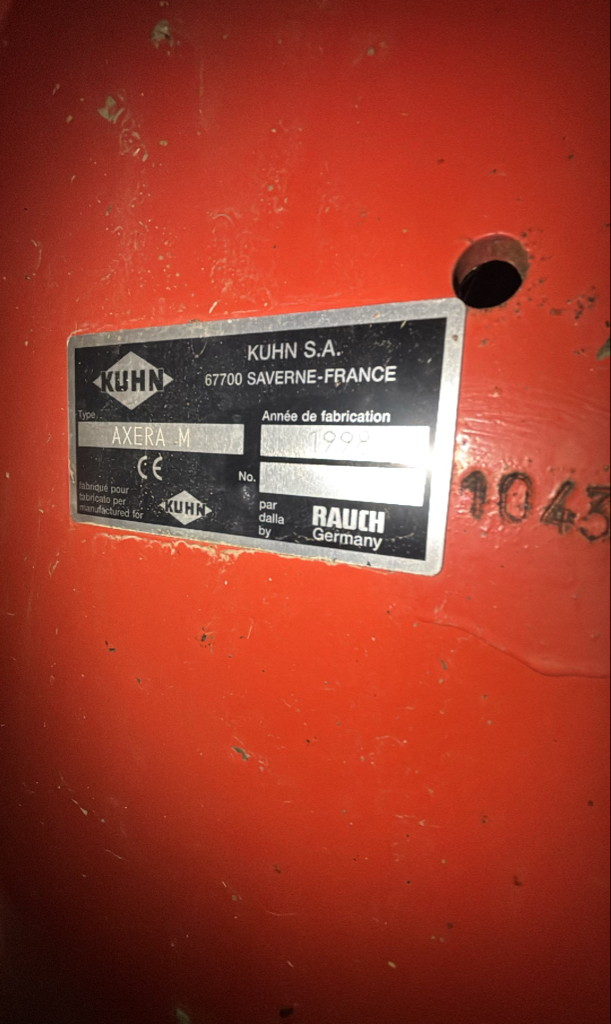 KUHN
KUHN S.A.
67700 SAVERNE-FRANCE
Type
AXERA M
Année de fabrication
1998
CE
No.
fabriqué pour
fabricato per
manufactured for
KUHN
par
dalla
by
RAUCH
Germany
1043